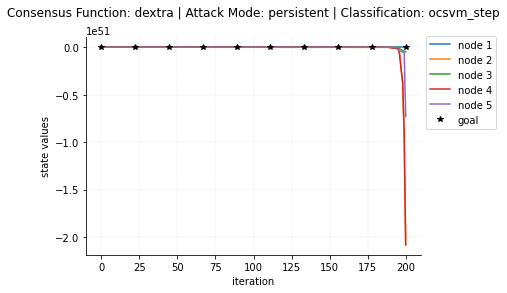 Consensus Function: dextra | Attack Mode: persistent | Classification: ocsvm_step
1e51
0.0
−0.5
−1.0
−1.5
−2.0
state values
0 25 50 75 100 125 150 175 200
iteration
node 1
node 2
node 3
node 4
node 5
goal